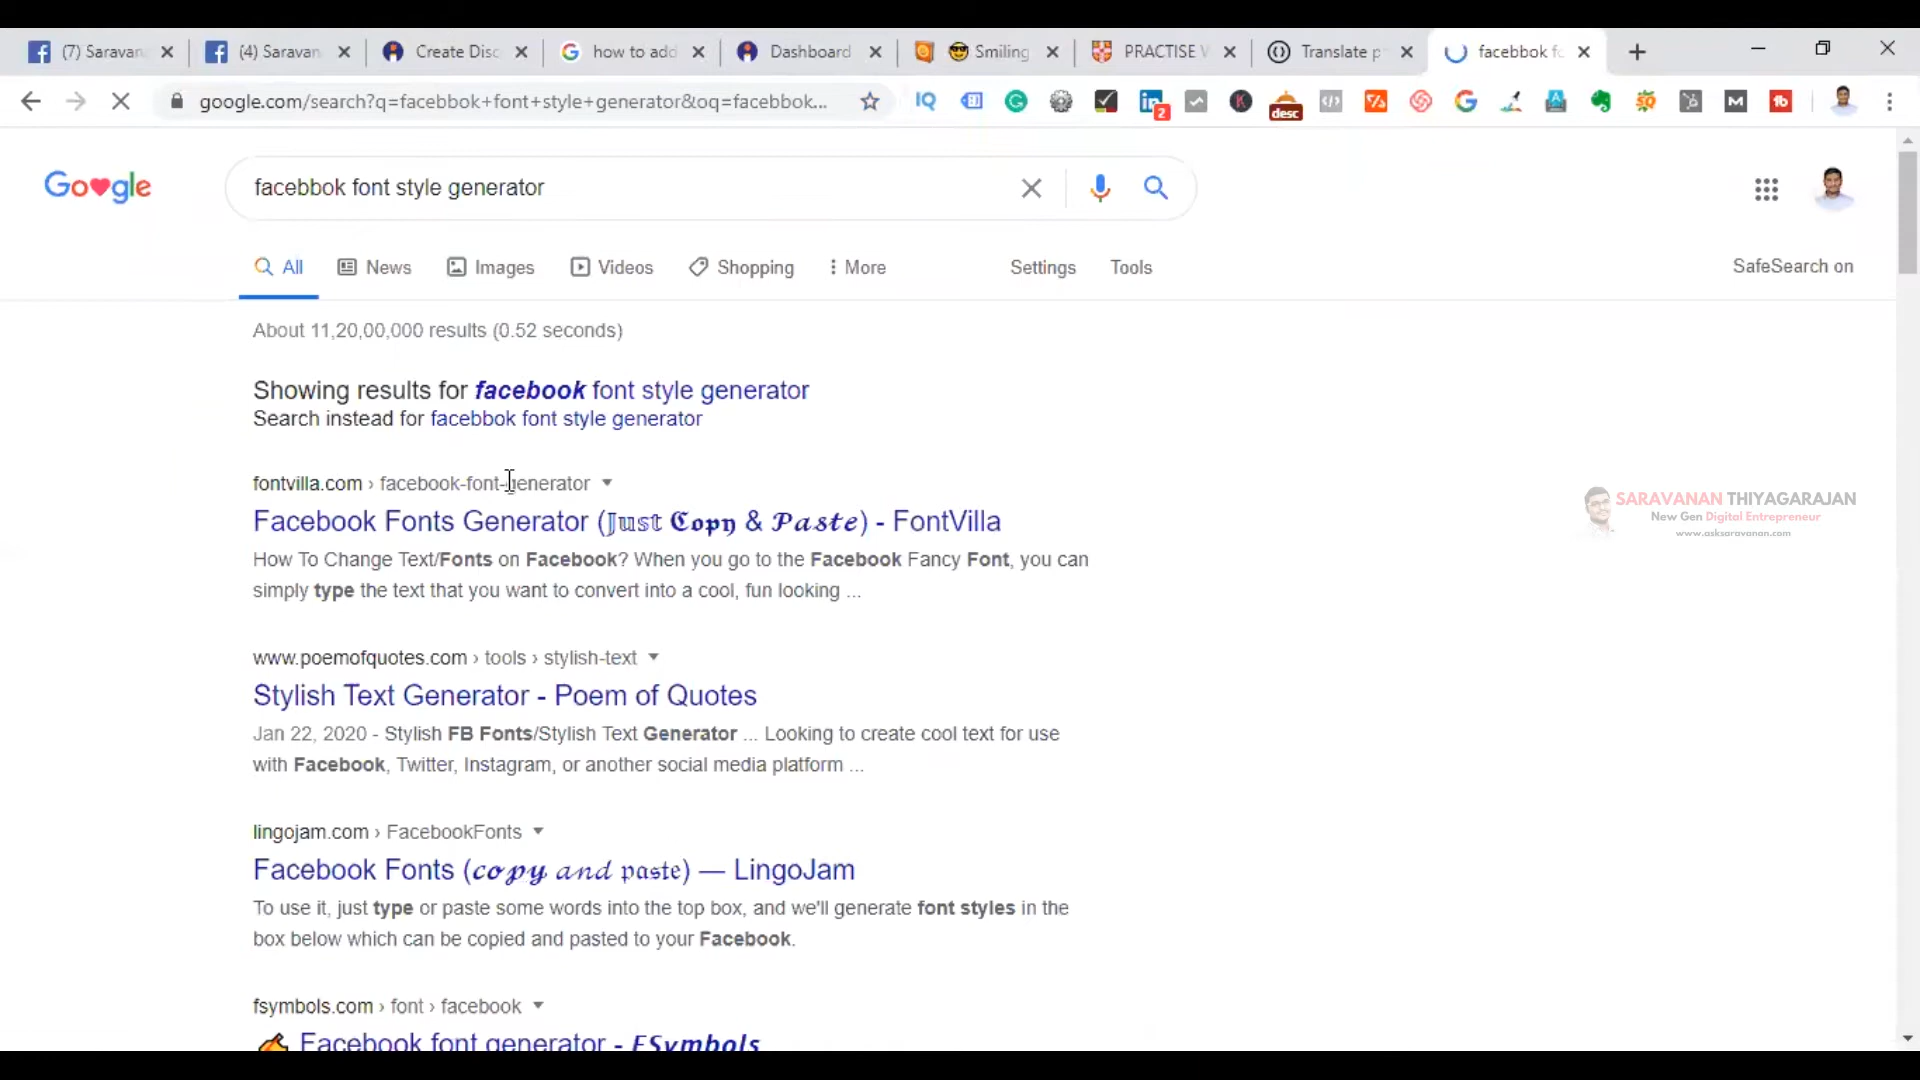 (7) Saravan
(4) Saravan
Create Disc
how to add
Dashboard
😎 Smiling
PRACTISE V
Translate p
facebbok fo
google.com/search?q=facebbok+font+style+generator&oq=facebbok...
IQ
in
2
K
desc
M
Google
facebbok font style generator
All
News
Images
Videos
Shopping
More
Settings
Tools
SafeSearch on
About 11,20,00,000 results (0.52 seconds)
Showing results for facebook font style generator
Search instead for facebbok font style generator
fontvilla.com › facebook-font-generator
Facebook Fonts Generator (𝕁𝕦𝕤𝕥 𝕮𝖔𝖕𝖞 & 𝓟𝓪𝓼𝓽𝓮) - FontVilla
How To Change Text/Fonts on Facebook? When you go to the Facebook Fancy Font, you can
simply type the text that you want to convert into a cool, fun looking ...
www.poemofquotes.com › tools › stylish-text
Stylish Text Generator - Poem of Quotes
Jan 22, 2020 - Stylish FB Fonts/Stylish Text Generator ... Looking to create cool text for use
with Facebook, Twitter, Instagram, or another social media platform ...
lingojam.com › FacebookFonts
Facebook Fonts (𝓬𝓸𝓹𝔂 𝒶𝓃𝒹 𝔭𝔞𝔰𝔱𝔢) — LingoJam
To use it, just type or paste some words into the top box, and we'll generate font styles in the
box below which can be copied and pasted to your Facebook.
fsymbols.com › font › facebook
✍ Facebook font generator - 𝙁𝙎𝙮𝙢𝙗𝙤𝙡𝙨
SARAVANAN THIYAGARAJAN
New Gen Digital Entrepreneur
www.asksaravanan.com